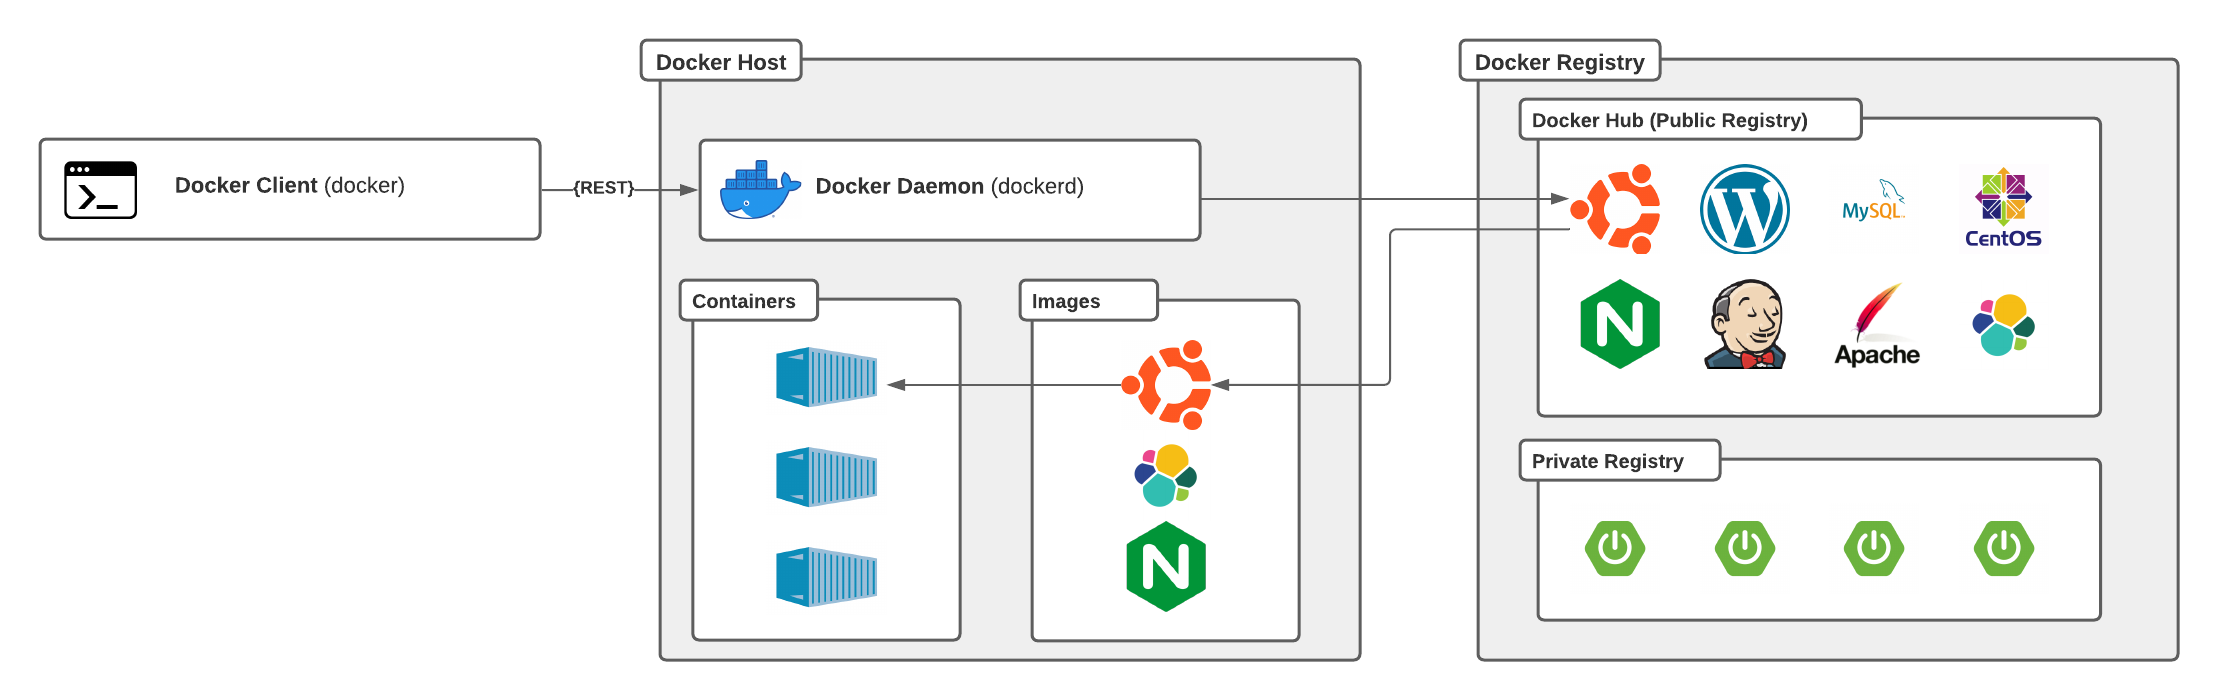 Docker Host
Docker Registry
Docker Hub (Public Registry)
Docker Client (docker)
{REST}
Docker Daemon (dockerd)
MySQL
CentOS
Containers
Images
Apache
Private Registry